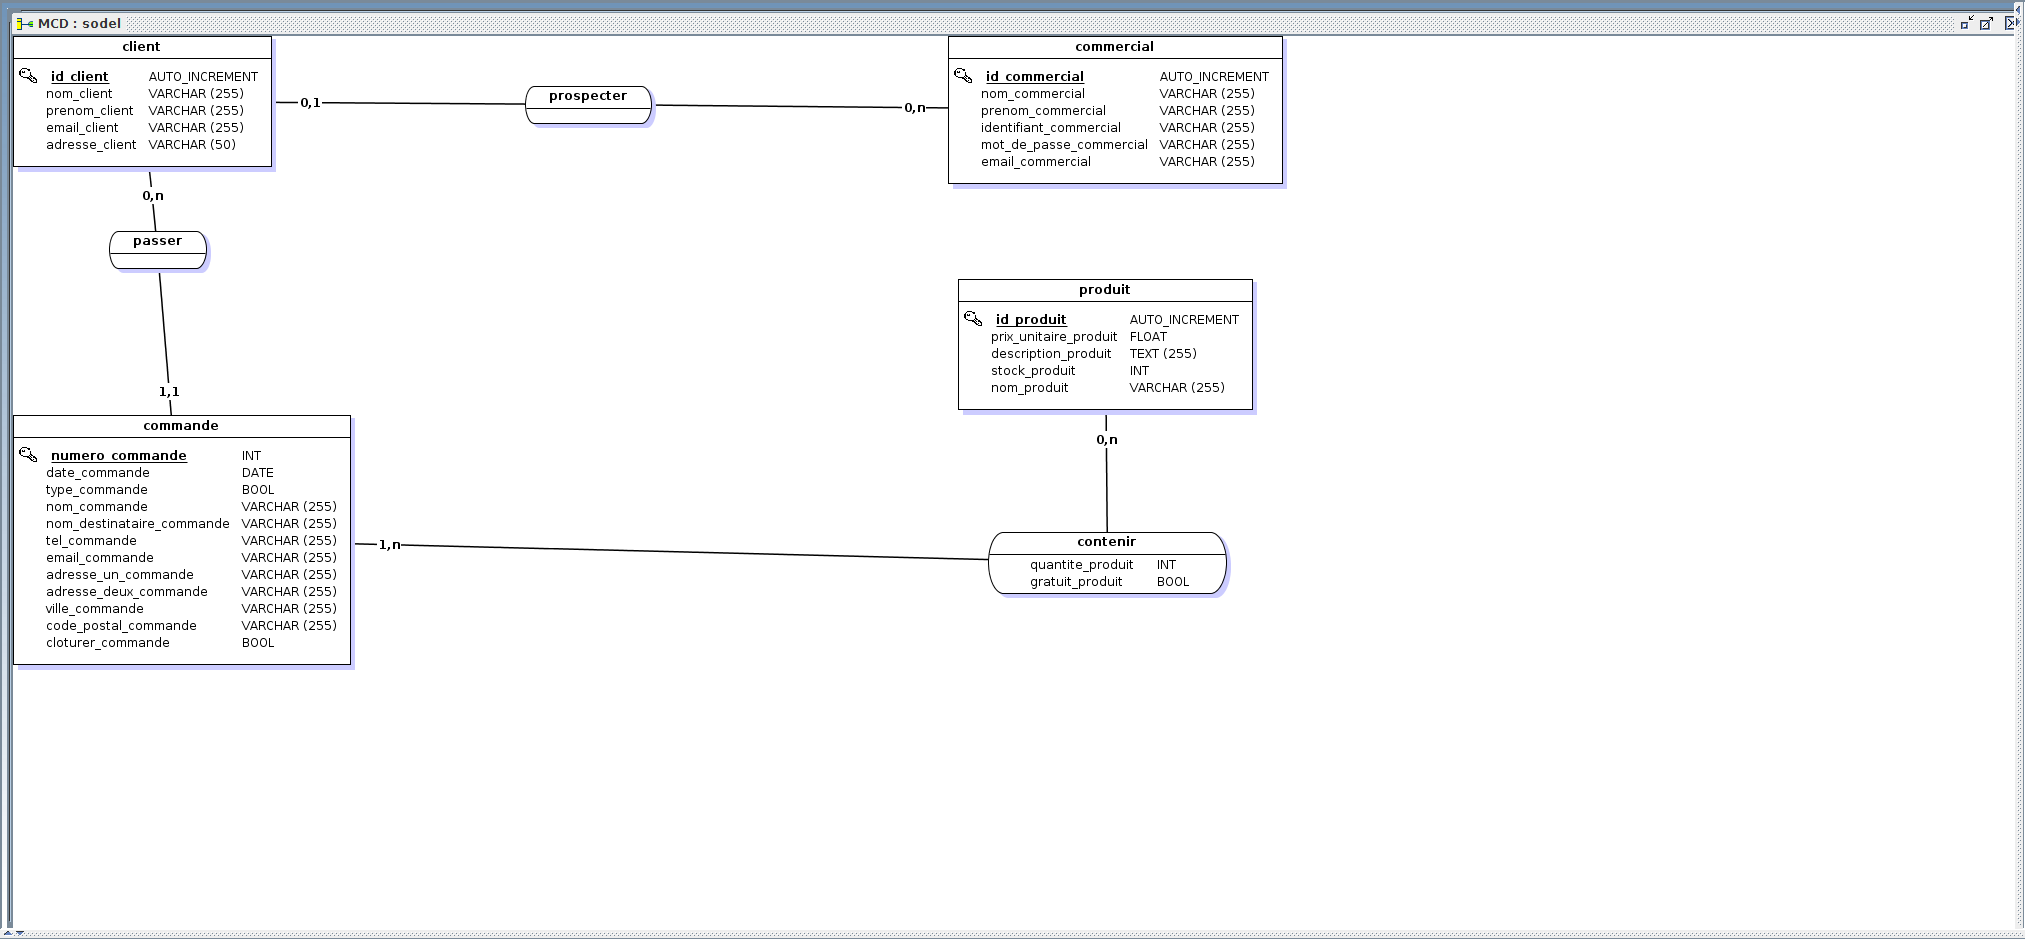 MCD : sodel
client
id_client AUTO_INCREMENT
nom_client VARCHAR (255)
prenom_client VARCHAR (255)
email_client VARCHAR (255)
adresse_client VARCHAR (50)
0,1
prospecter
0,n
commercial
id_commercial AUTO_INCREMENT
nom_commercial VARCHAR (255)
prenom_commercial VARCHAR (255)
identifiant_commercial VARCHAR (255)
mot_de_passe_commercial VARCHAR (255)
email_commercial VARCHAR (255)
0,n
passer
1,1
produit
id_produit AUTO_INCREMENT
prix_unitaire_produit FLOAT
description_produit TEXT (255)
stock_produit INT
nom_produit VARCHAR (255)
0,n
commande
numero_commande INT
date_commande DATE
type_commande BOOL
nom_commande VARCHAR (255)
nom_destinataire_commande VARCHAR (255)
tel_commande VARCHAR (255)
email_commande VARCHAR (255)
adresse_un_commande VARCHAR (255)
adresse_deux_commande VARCHAR (255)
ville_commande VARCHAR (255)
code_postal_commande VARCHAR (255)
cloturer_commande BOOL
1,n
contenir
quantite_produit INT
gratuit_produit BOOL